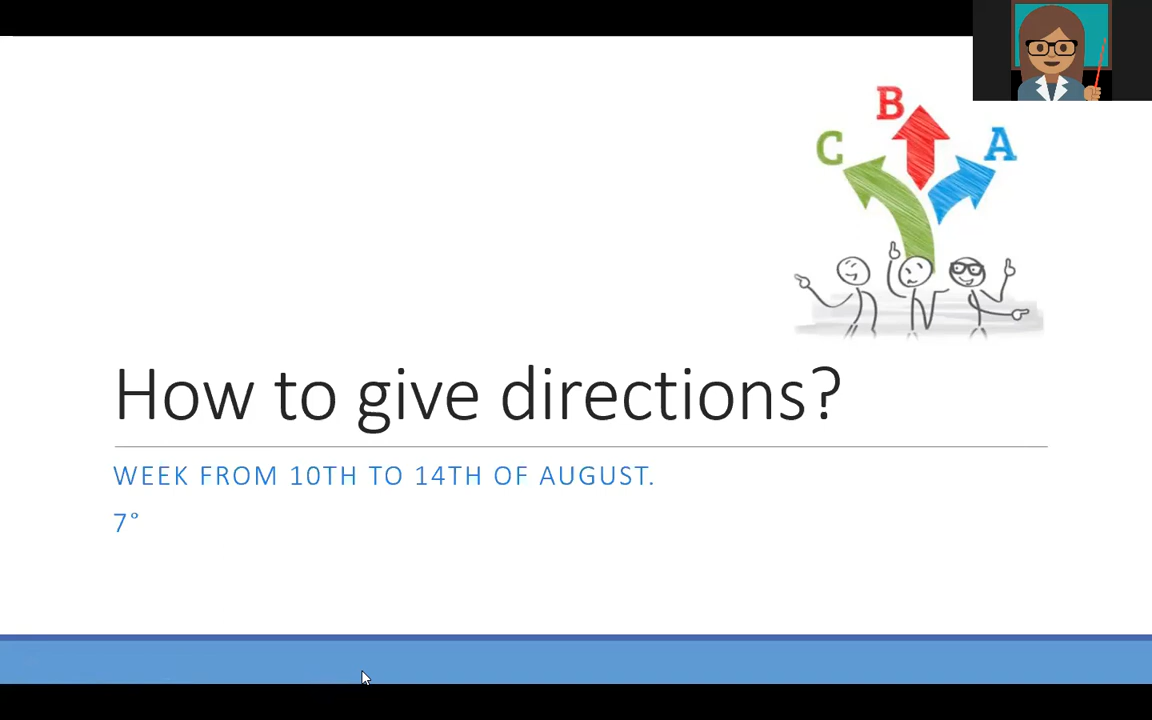 B
C
A
How to give directions?
WEEK FROM 10TH TO 14TH OF AUGUST.
7°